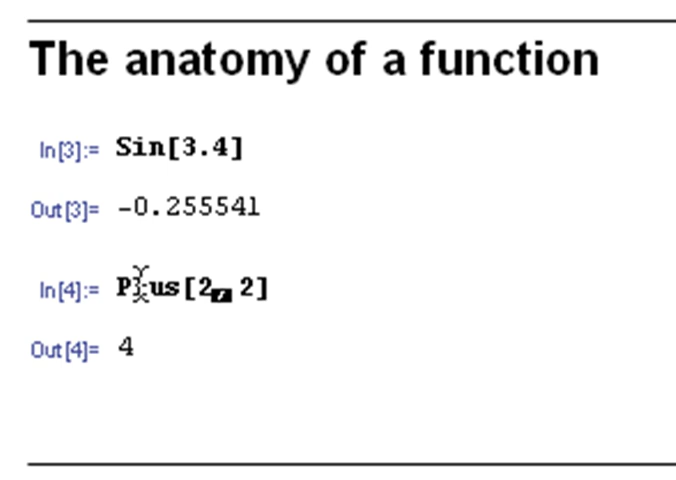 The anatomy of a function
In[3]:= Sin[3.4]
Out[3]= -0.255541
In[4]:= Plus[2, 2]
Out[4]= 4